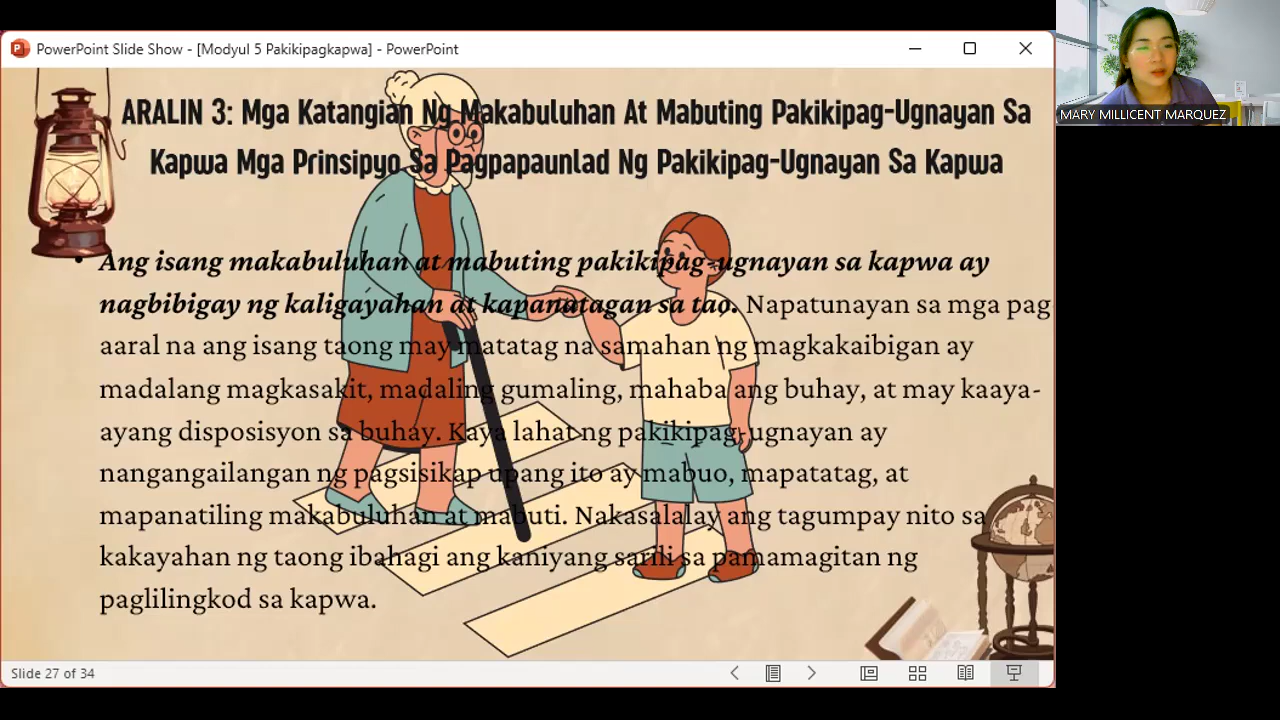 PowerPoint Slide Show - [Modyul 5 Pakikipagkapwa] - PowerPoint
MARY MILLICENT MARQUEZ
ARALIN 3: Mga Katangian Ng Makabuluhan At Mabuting Pakikipag-Ugnayan Sa
Kapwa Mga Prinsipyo Sa Pagpapaunlad Ng Pakikipag-Ugnayan Sa Kapwa
• Ang isang makabuluhan at mabuting pakikipag-ugnayan sa kapwa ay
nagbibigay ng kaligayahan at kapanatagan sa tao. Napatunayan sa mga pag
aaral na ang isang taong may matatag na samahan ng magkakaibigan ay
madalang magkasakit, madaling gumaling, mahaba ang buhay, at may kaaya-
ayang disposisyon sa buhay. Kaya lahat ng pakikipag-ugnayan ay
nangangailangan ng pagsisikap upang ito ay mabuo, mapatatag, at
mapanatiling makabuluhan at mabuti. Nakasalalay ang tagumpay nito sa
kakayahan ng taong ibahagi ang kaniyang sarili sa pamamagitan ng
paglilingkod sa kapwa.
Slide 27 of 34